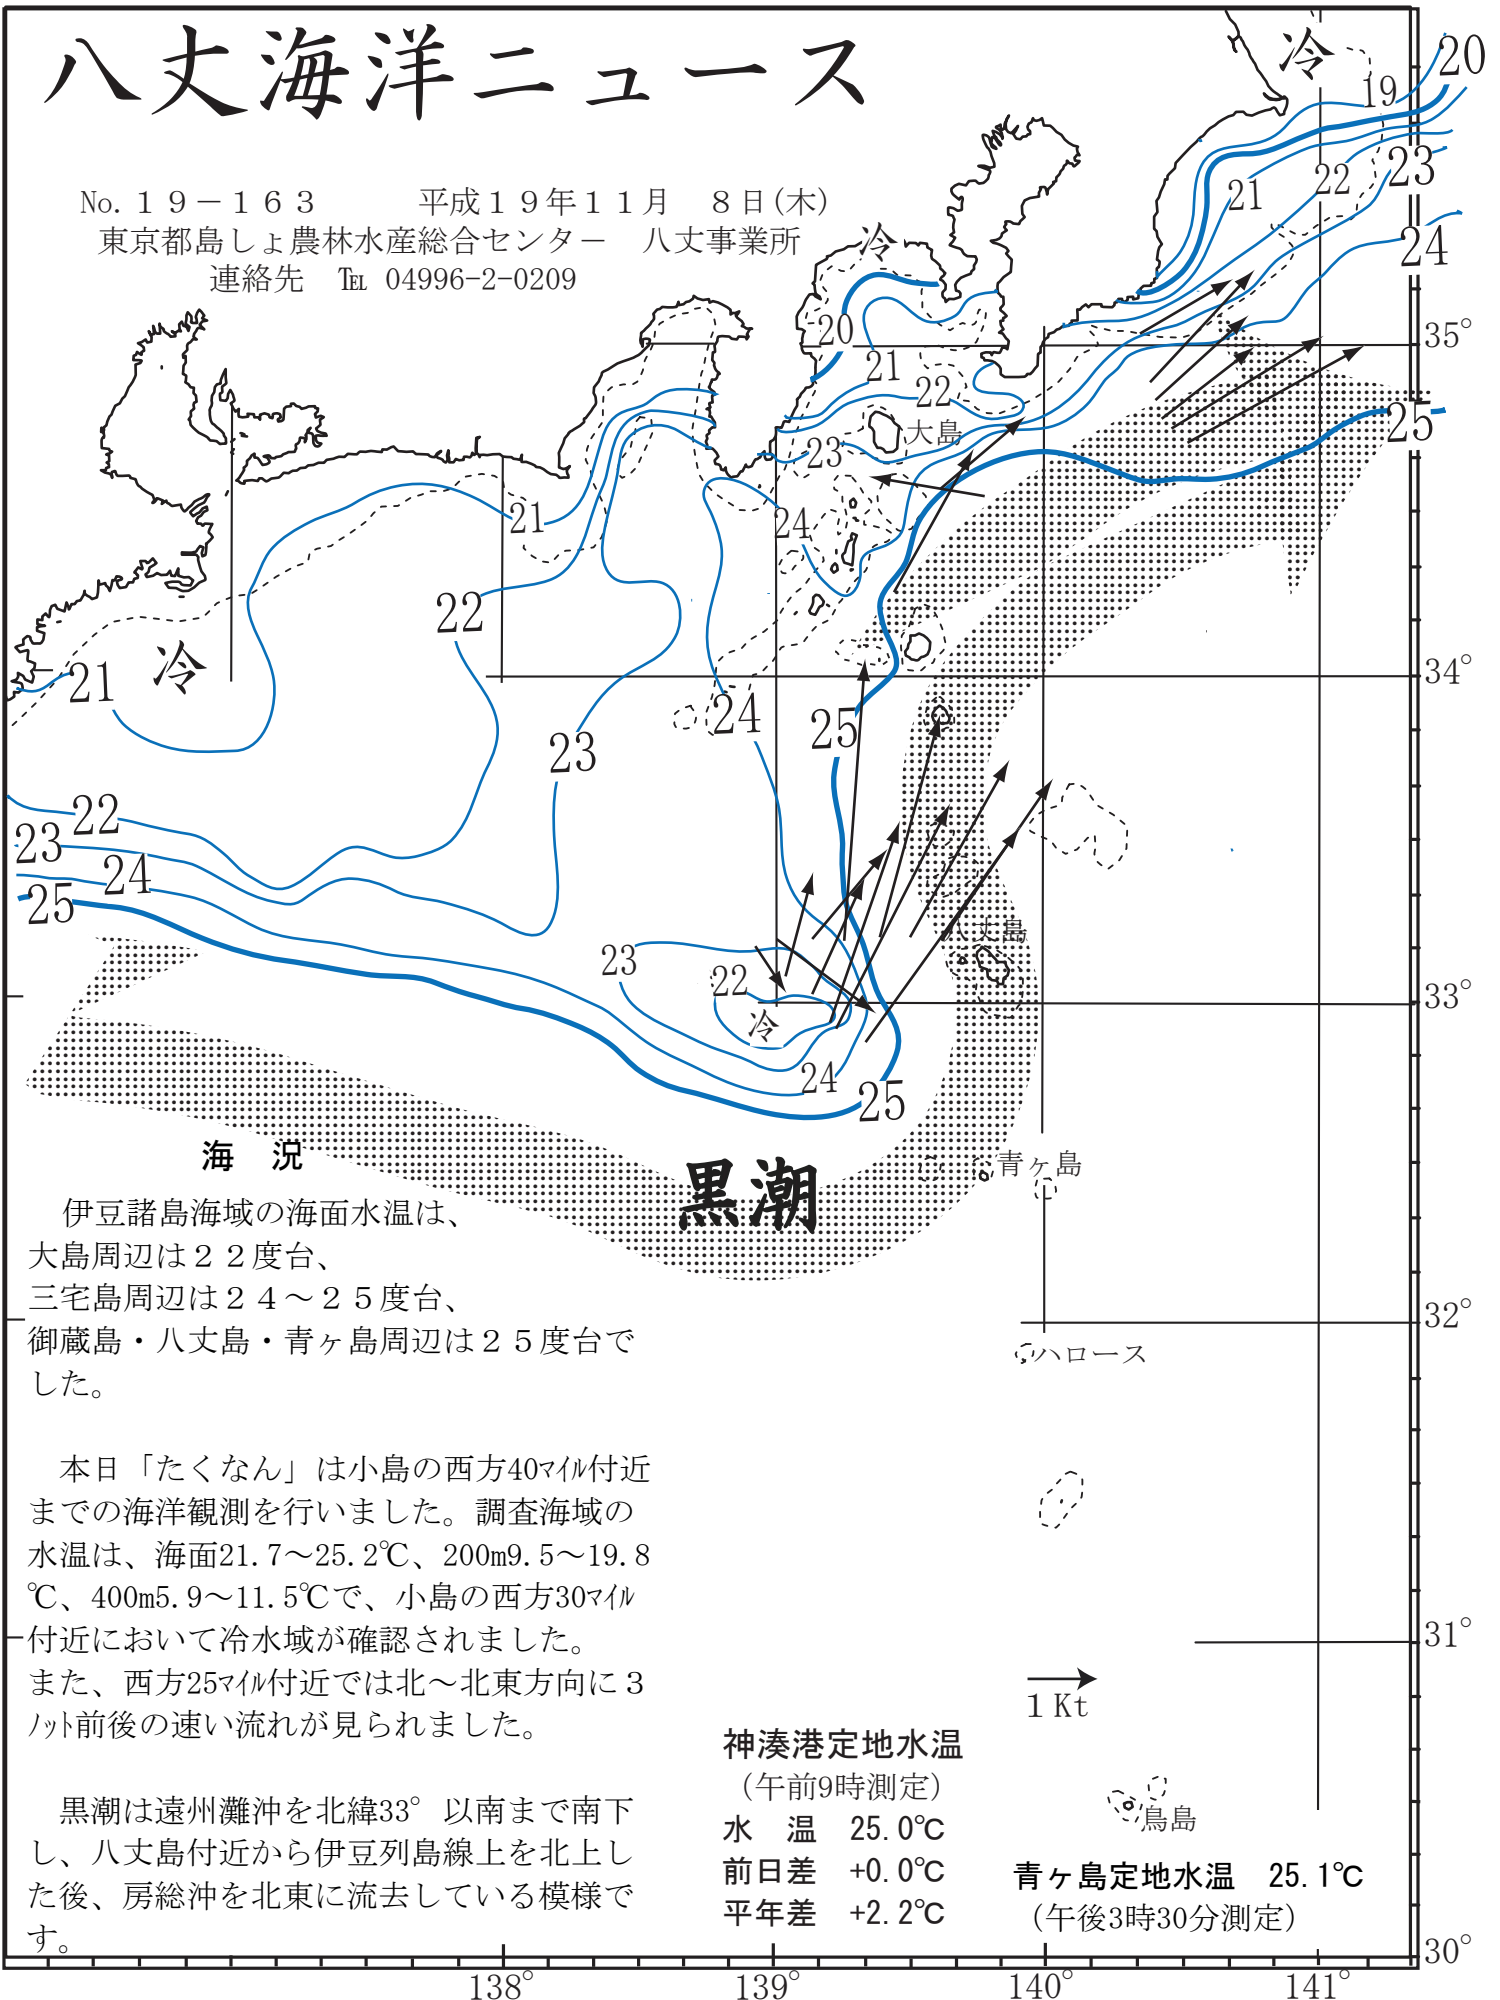 八丈海洋ニュース
No.１９－１６３　平成１９年１１月　８日(木)
東京都島しょ農林水産総合センター　八丈事業所
連絡先　℡ 04996-2-0209
冷
20
19
21
22
23
24
冷
20
21
22
大島
23
24
25
35°
21
22
冷
21
23
24
25
34°
22
23
24
25
23
22
冷
24
25
八丈島
33°
黒潮
青ヶ島
32°
ハロース
31°
1 Kt
鳥島
30°
138°
139°
140°
141°
海　況
　伊豆諸島海域の海面水温は、
大島周辺は２２度台、
三宅島周辺は２４～２５度台、
御蔵島・八丈島・青ヶ島周辺は２５度台で
した。
　本日「たくなん」は小島の西方40ﾏｲﾙ付近
までの海洋観測を行いました。調査海域の
水温は、海面21.7～25.2℃、200m9.5～19.8
℃、400m5.9～11.5℃で、小島の西方30ﾏｲﾙ
付近において冷水域が確認されました。
また、西方25ﾏｲﾙ付近では北～北東方向に３
ﾉｯﾄ前後の速い流れが見られました。
　黒潮は遠州灘沖を北緯33°以南まで南下
し、八丈島付近から伊豆列島線上を北上し
た後、房総沖を北東に流去している模様で
す。
神湊港定地水温
（午前9時測定）
水　温　25.0℃
前日差　+0.0℃
平年差　+2.2℃
青ヶ島定地水温　25.1℃
（午後3時30分測定）